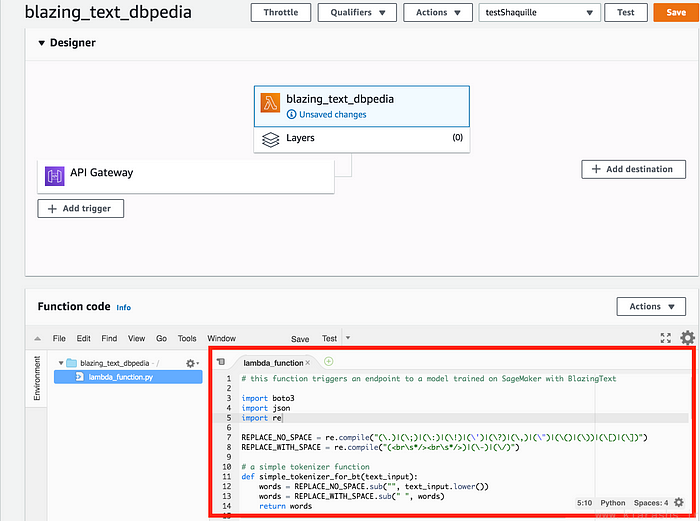 blazing_text_dbpedia
Throttle
Qualifiers
Actions
testShaquille
Test
Save
Designer
blazing_text_dbpedia
Unsaved changes
Layers
(0)
API Gateway
+ Add destination
+ Add trigger
Function code Info
Actions
File Edit Find View Go Tools Window Save Test
Environment
blazing_text_dbpedia - /
lambda_function.py
lambda_function
1 # this function triggers an endpoint to a model trained on SageMaker with BlazingText
2
3 import boto3
4 import json
5 import re
6
7 REPLACE_NO_SPACE = re.compile("(\.)|(\;)|(\:)|(\!)|(\')|(\?)|(\,)|(\")|(\()|(\))|(\[)|(\])")
8 REPLACE_WITH_SPACE = re.compile("(<br\s*/><br\s*/>)|(\-)|(\/)")
9
10 # a simple tokenizer function
11 def simple_tokenizer_for_bt(text_input):
12 words = REPLACE_NO_SPACE.sub("", text_input.lower())
13 words = REPLACE_WITH_SPACE.sub(" ", words)
14 return words
15
5:10 Python Spaces: 4